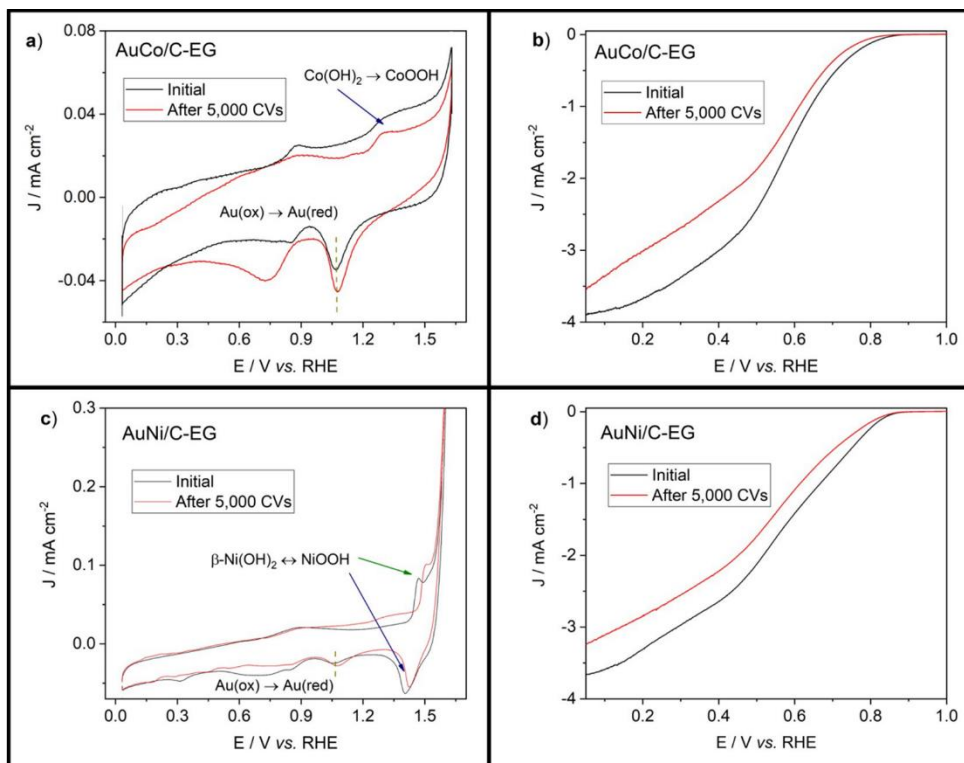 a)
AuCo/C-EG
Initial
After 5,000 CVs
Co(OH)₂ → CoOOH
Au(ox) → Au(red)
0.08
0.04
0.00
-0.04
J / mA cm⁻²
0.0 0.3 0.6 0.9 1.2 1.5
E / V vs. RHE
b)
AuCo/C-EG
Initial
After 5,000 CVs
0
-1
-2
-3
-4
J / mA cm⁻²
0.2 0.4 0.6 0.8 1.0
E / V vs. RHE
c)
AuNi/C-EG
Initial
After 5,000 CVs
β-Ni(OH)₂ ↔ NiOOH
Au(ox) → Au(red)
0.3
0.2
0.1
0.0
J / mA cm⁻²
0.0 0.3 0.6 0.9 1.2 1.5
E / V vs. RHE
d)
AuNi/C-EG
Initial
After 5,000 CVs
0
-1
-2
-3
-4
J / mA cm⁻²
0.2 0.4 0.6 0.8 1.0
E / V vs. RHE